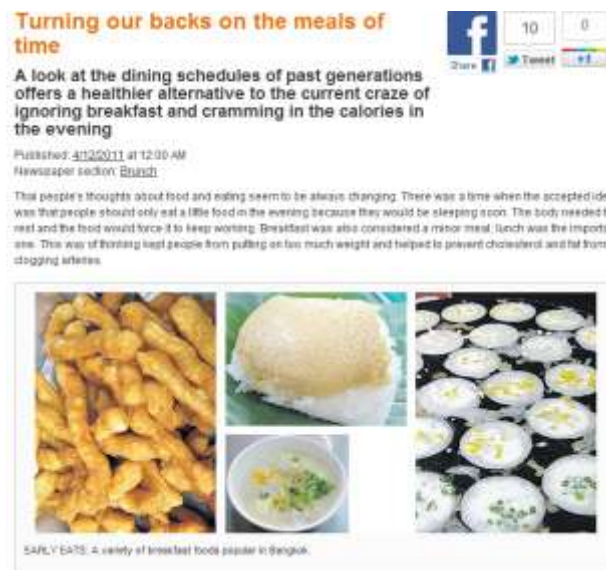 Turning our backs on the meals of
time
10
0
Share
Tweet
+1
A look at the dining schedules of past generations
offers a healthier alternative to the current craze of
ignoring breakfast and cramming in the calories in
the evening
Published: 4/12/2011 at 12:00 AM
Newspaper section: Brunch
Thai people's thoughts about food and eating seem to be always changing. There was a time when the accepted ide
was that people should only eat a little food in the evening because they would be sleeping soon. The body needed t
rest and the food would force it to keep working. Breakfast was also considered a minor meal, lunch was the importa
one. This way of thinking kept people from putting on too much weight and helped to prevent cholesterol and fat from
clogging arteries.
EARLY EATS: A variety of breakfast foods popular in Bangkok.